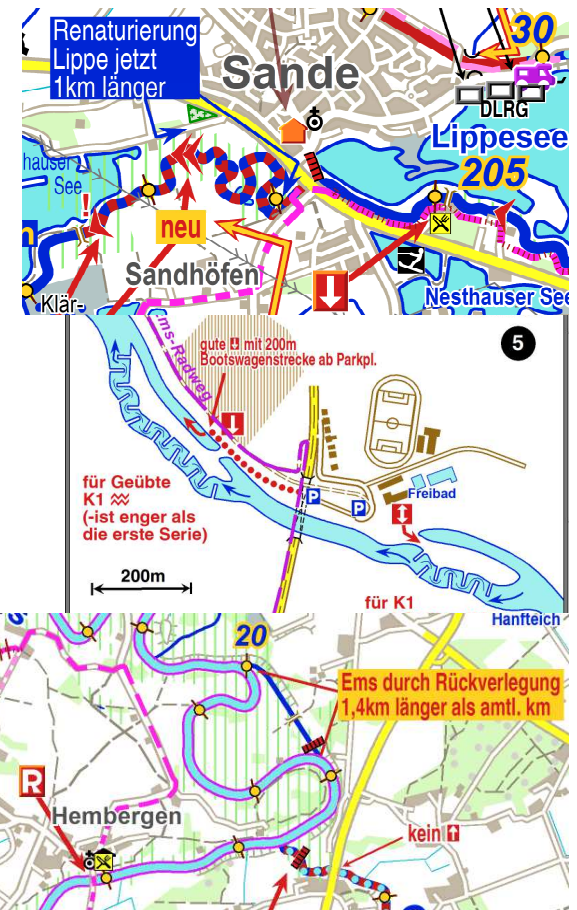 Renaturierung
Lippe jetzt
1km länger
Sande
30
DLRG
Lippesee
205
hauser
See
!
neu
n
Sandhöfen
Klär-
Nesthauser See
ms-Radweg
gute mit 200m
Bootswagenstrecke ab Parkpl.
5
für Geübte
K1
(-ist enger als
die erste Serie)
P
P
Freibad
200m
für K1
Hanfteich
20
Ems durch Rückverlegung
1,4km länger als amtl. km
R
Hembergen
kein